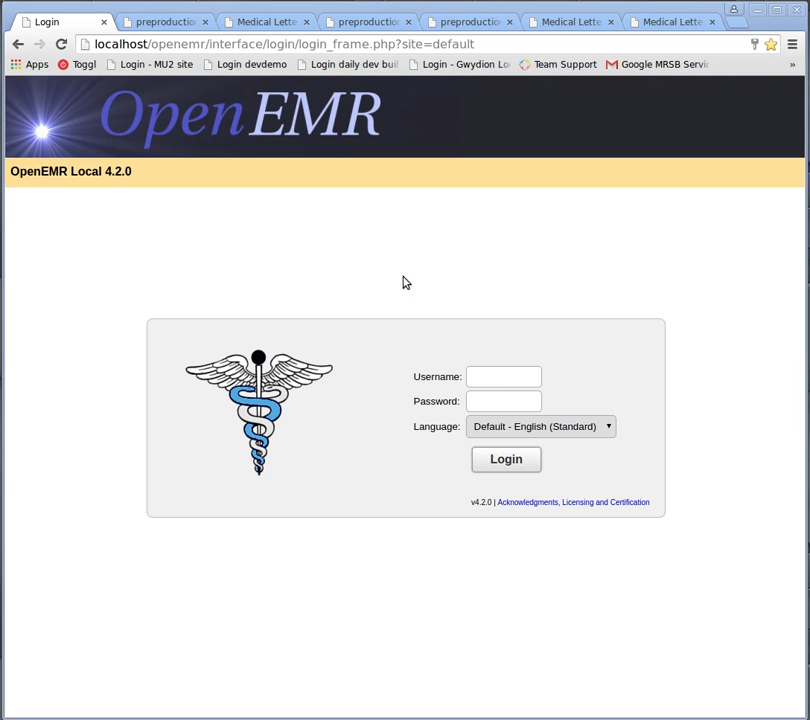 Login
preproduction
Medical Lette
preproduction
preproduction
Medical Lette
Medical Lette
localhost/openemr/interface/login/login_frame.php?site=default
Apps
Toggl
Login - MU2 site
Login devdemo
Login daily dev buil
Login - Gwydion Lo
Team Support
Google MRSB Servic
»
OpenEMR
OpenEMR Local 4.2.0
Username:
Password:
Language: Default - English (Standard)
Login
v4.2.0 | Acknowledgments, Licensing and Certification